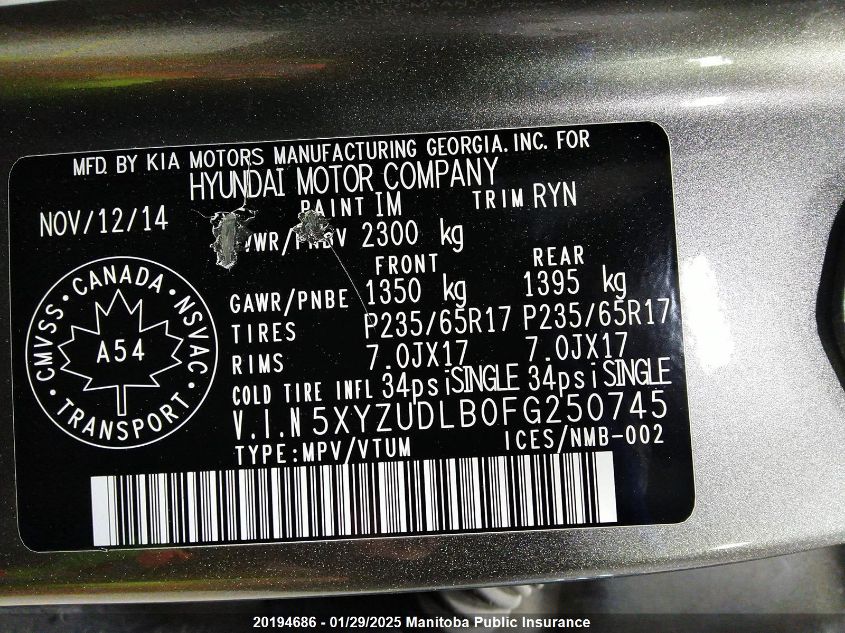 MFD. BY KIA MOTORS MANUFACTURING GEORGIA. INC. FOR
HYUNDAI MOTOR COMPANY
NOV/12/14 PAINT IM TRIM RYN
2300 kg
FRONT REAR
GAWR/PNBE 1350 kg 1395 kg
TIRES P235/65R17 P235/65R17
RIMS 7.0JX17 7.0JX17
COLD TIRE INFL 34psiSINGLE 34psiSINGLE
V.I.N 5XYZUDLB0FG250745
TYPE:MPV/VTUM ICES/NMB-002
CMVSS • CANADA • NSVAC • TRANSPORT •
A54
20194686 - 01/29/2025 Manitoba Public Insurance